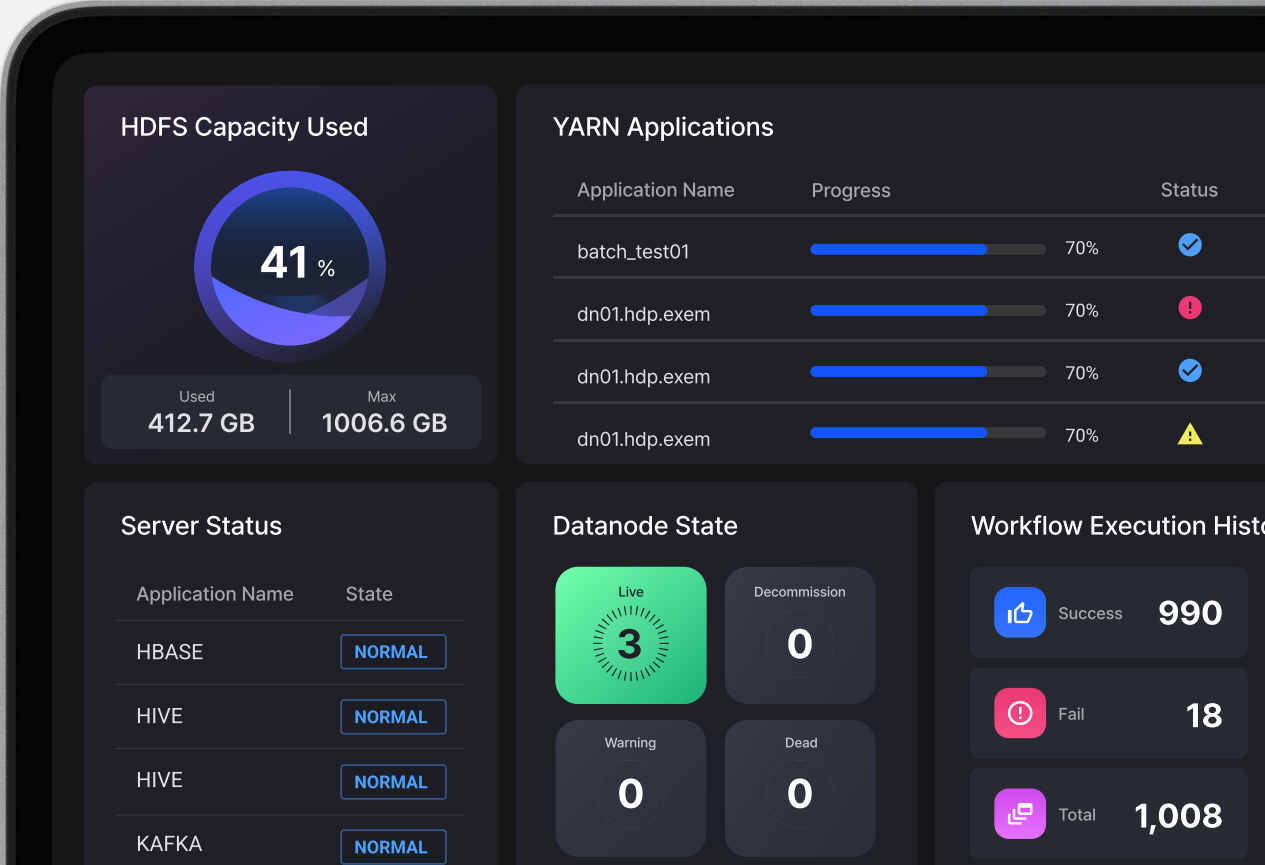 HDFS Capacity Used
41 %
Used
412.7 GB
Max
1006.6 GB
YARN Applications
Application Name Progress Status
batch_test01 70%
dn01.hdp.exem 70%
dn01.hdp.exem 70%
dn01.hdp.exem 70%
Server Status
Application Name State
HBASE NORMAL
HIVE NORMAL
HIVE NORMAL
KAFKA NORMAL
Datanode State
Live
3
Decommission
0
Warning
0
Dead
0
Workflow Execution Histo
Success 990
Fail 18
Total 1,008